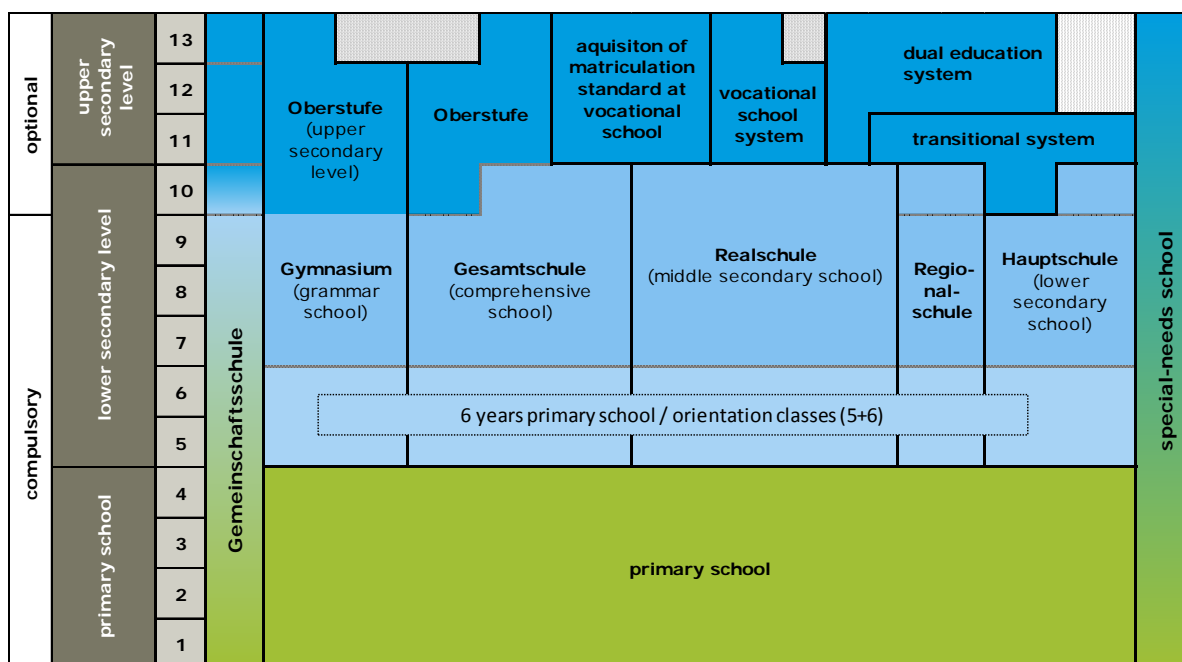 optional
compulsory
upper
secondary
level
lower secondary level
primary school
13
12
11
10
9
8
7
6
5
4
3
2
1
Gemeinschaftsschule
Oberstufe
(upper
secondary
level)
Oberstufe
aquisiton of
matriculation
standard at
vocational
school
vocational
school
system
dual education
system
transitional system
Gymnasium
(grammar
school)
Gesamtschule
(comprehensive
school)
Realschule
(middle secondary school)
Regio-
nal-
schule
Hauptschule
(lower
secondary
school)
6 years primary school / orientation classes (5+6)
primary school
special-needs school